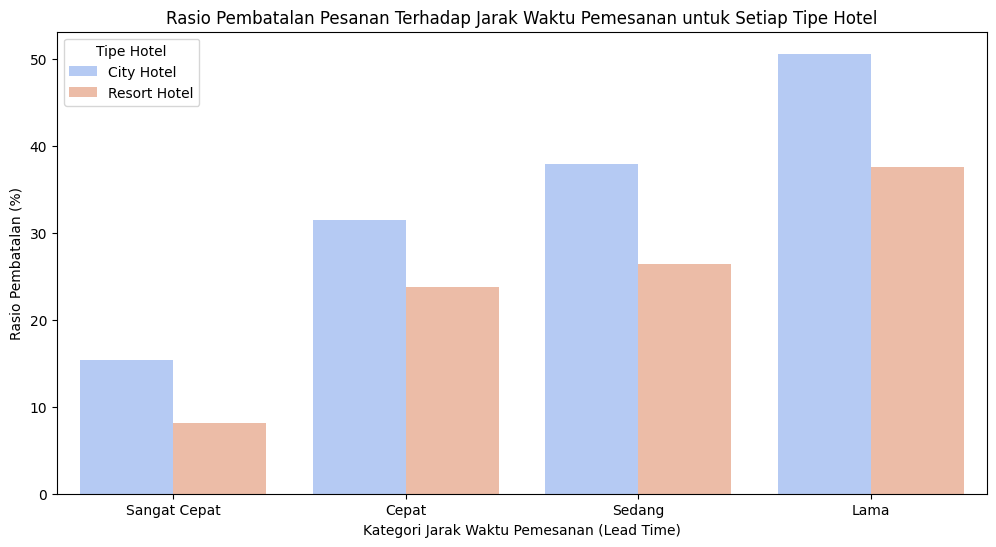 Rasio Pembatalan Pesanan Terhadap Jarak Waktu Pemesanan untuk Setiap Tipe Hotel
Tipe Hotel
City Hotel
Resort Hotel
Rasio Pembatalan (%)
50
40
30
20
10
0
Sangat Cepat
Cepat
Sedang
Lama
Kategori Jarak Waktu Pemesanan (Lead Time)